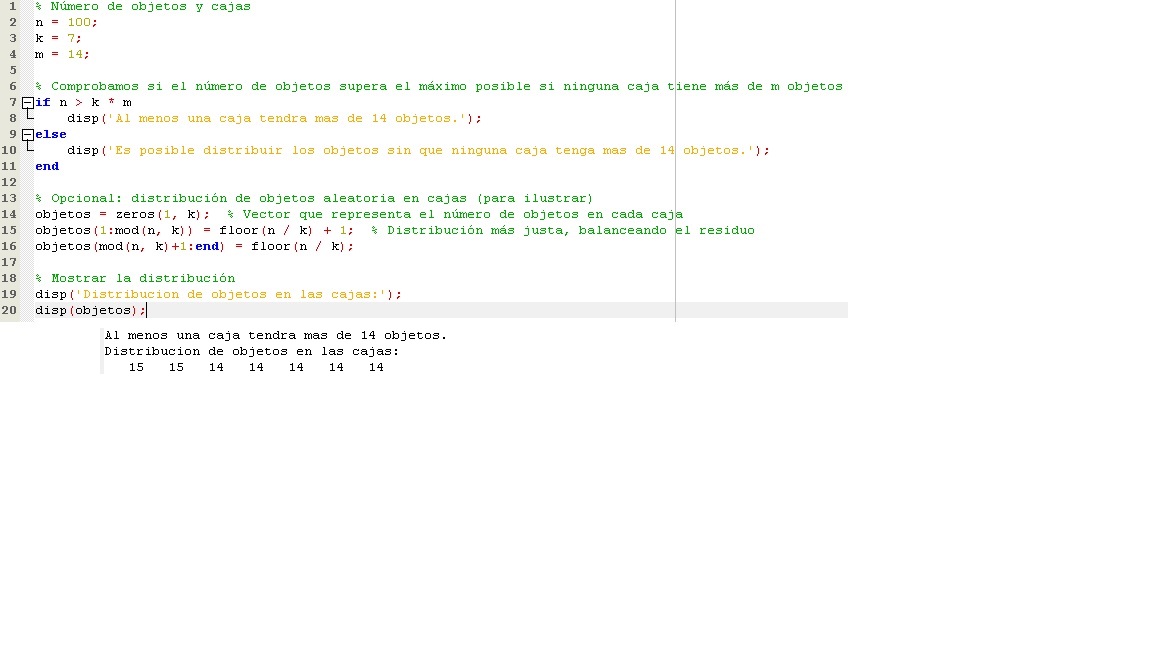 1 % Número de objetos y cajas
2 n = 100;
3 k = 7;
4 m = 14;
5
6 % Comprobamos si el número de objetos supera el máximo posible si ninguna caja tiene más de m objetos
7 if n > k * m
8 disp('Al menos una caja tendra mas de 14 objetos.');
9 else
10 disp('Es posible distribuir los objetos sin que ninguna caja tenga mas de 14 objetos.');
11 end
12
13 % Opcional: distribución de objetos aleatoria en cajas (para ilustrar)
14 objetos = zeros(1, k);  % Vector que representa el número de objetos en cada caja
15 objetos(1:mod(n, k)) = floor(n / k) + 1;  % Distribución más justa, balanceando el residuo
16 objetos(mod(n, k)+1:end) = floor(n / k);
17
18 % Mostrar la distribución
19 disp('Distribucion de objetos en las cajas:');
20 disp(objetos);
Al menos una caja tendra mas de 14 objetos.
Distribucion de objetos en las cajas:
15 15 14 14 14 14 14